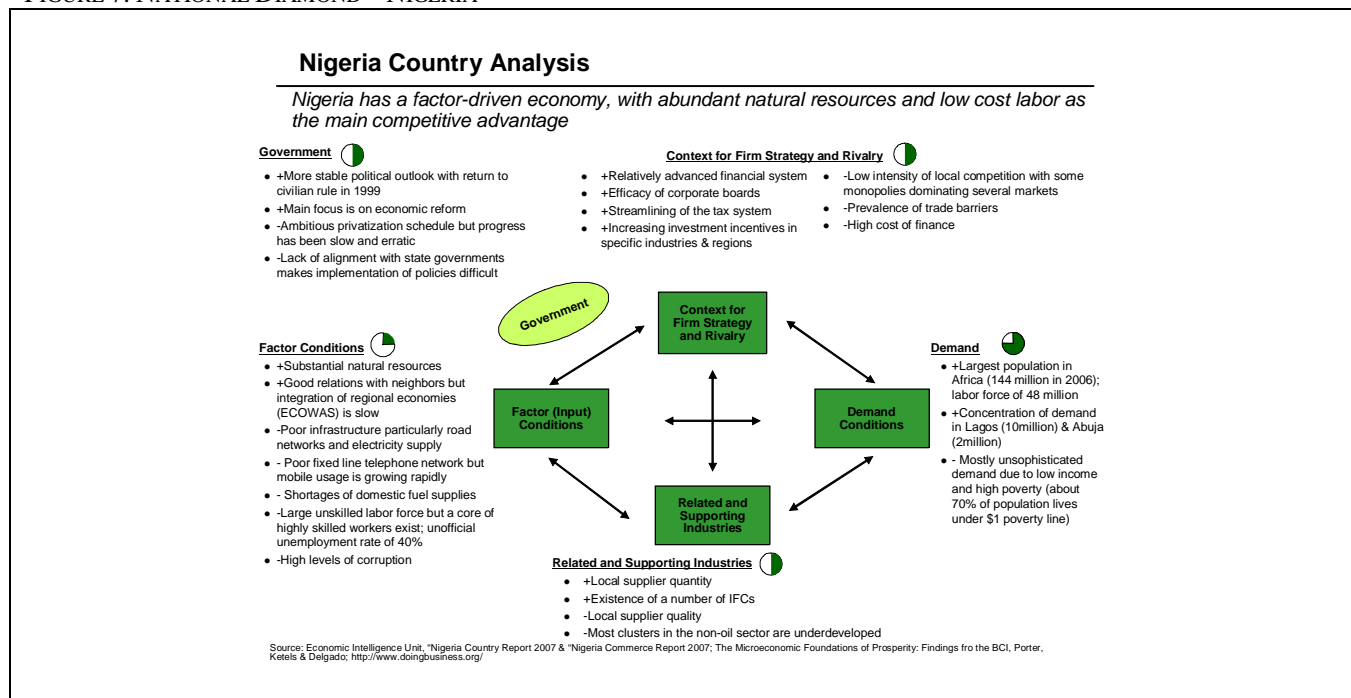 FIGURE 7: NATIONAL DIAMOND – NIGERIA
Nigeria Country Analysis
Nigeria has a factor-driven economy, with abundant natural resources and low cost labor as
the main competitive advantage
Government
• +More stable political outlook with return to
civilian rule in 1999
• +Main focus is on economic reform
• -Ambitious privatization schedule but progress
has been slow and erratic
• -Lack of alignment with state governments
makes implementation of policies difficult
Context for Firm Strategy and Rivalry
• +Relatively advanced financial system
• +Efficacy of corporate boards
• +Streamlining of the tax system
• +Increasing investment incentives in
specific industries & regions
• -Low intensity of local competition with some
monopolies dominating several markets
• -Prevalence of trade barriers
• -High cost of finance
Government
Context for
Firm Strategy
and Rivalry
Factor Conditions
• +Substantial natural resources
• +Good relations with neighbors but
integration of regional economies
(ECOWAS) is slow
• -Poor infrastructure particularly road
networks and electricity supply
• - Poor fixed line telephone network but
mobile usage is growing rapidly
• - Shortages of domestic fuel supplies
• -Large unskilled labor force but a core of
highly skilled workers exist; unofficial
unemployment rate of 40%
• -High levels of corruption
Factor (Input)
Conditions
Demand
Conditions
Demand
• +Largest population in
Africa (144 million in 2006);
labor force of 48 million
• +Concentration of demand
in Lagos (10million) & Abuja
(2million)
• - Mostly unsophisticated
demand due to low income
and high poverty (about
70% of population lives
under $1 poverty line)
Related and
Supporting
Industries
Related and Supporting Industries
• +Local supplier quantity
• +Existence of a number of IFCs
• -Local supplier quality
• -Most clusters in the non-oil sector are underdeveloped
Source: Economic Intelligence Unit, "Nigeria Country Report 2007 & "Nigeria Commerce Report 2007; The Microeconomic Foundations of Prosperity: Findings fro the BCI, Porter,
Ketels & Delgado; http://www.doingbusiness.org/